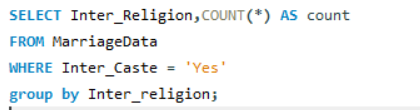 SELECT Inter_Religion,COUNT(*) AS count
FROM MarriageData
WHERE Inter_Caste = 'Yes'
group by Inter_religion;